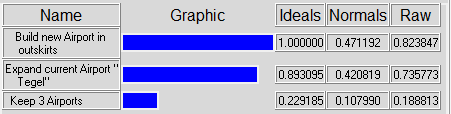 Name Graphic Ideals Normals Raw
Build new Airport in
outskirts
1.000000 0.471192 0.823847
Expand current Airport "
Tegel"
0.893095 0.420819 0.735773
Keep 3 Airports 0.229185 0.107990 0.188813